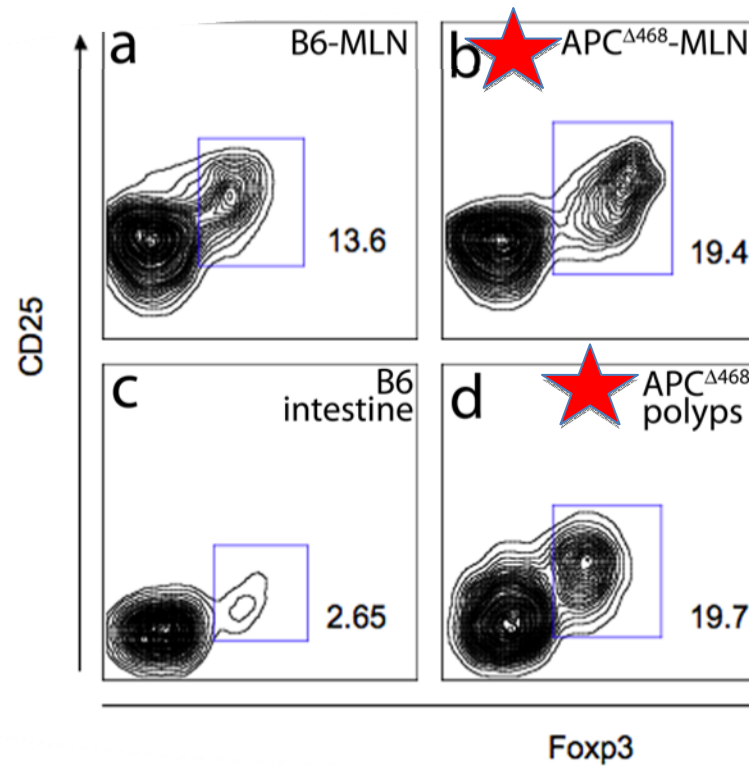 a
B6-MLN
b
APCΔ468-MLN
13.6
19.4
CD25
c
B6
intestine
d
APCΔ468
polyps
2.65
19.7
Foxp3